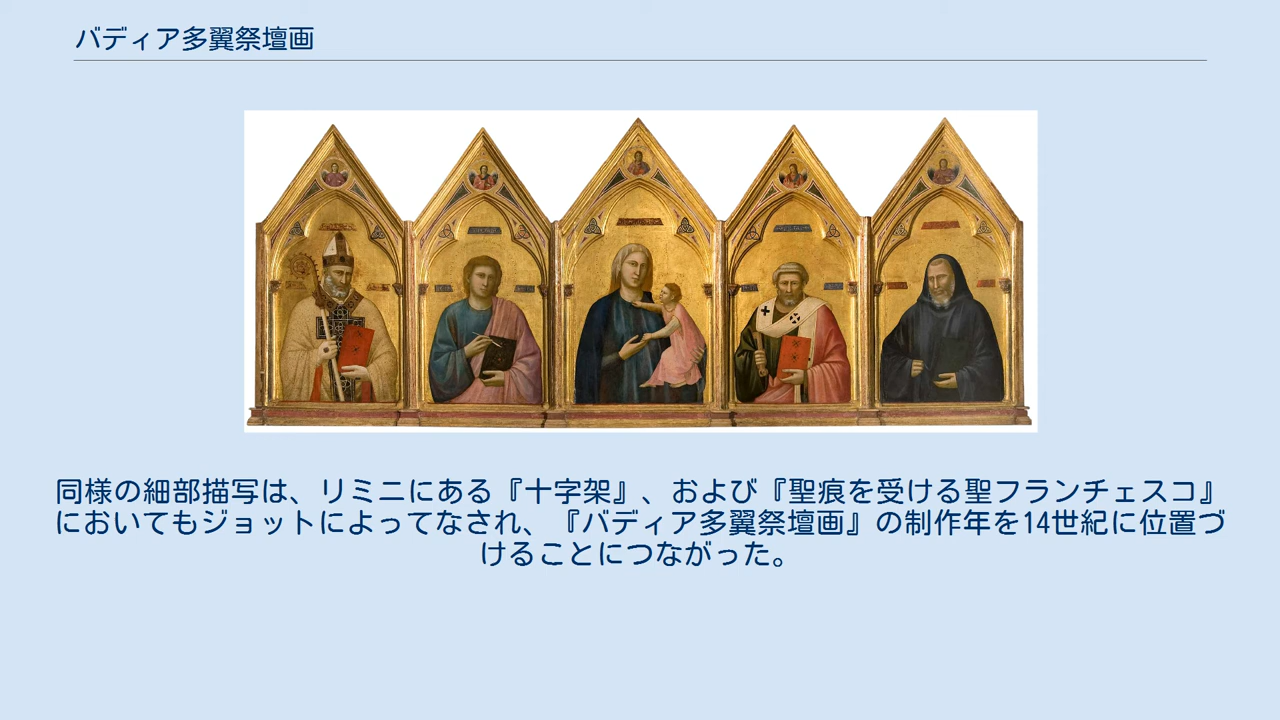 バディア多翼祭壇画
同様の細部描写は、リミニにある『十字架』、および『聖痕を受ける聖フランチェスコ』
においてもジョットによってなされ、『バディア多翼祭壇画』の制作年を14世紀に位置づ
けることにつながった。